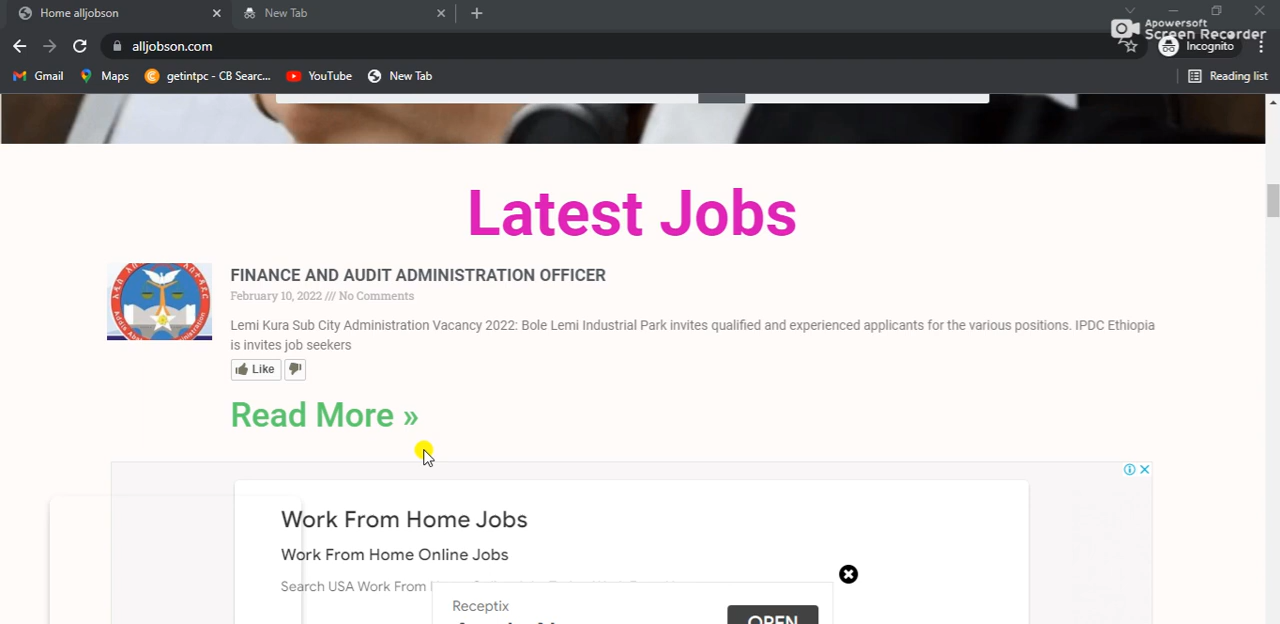 Home alljobson
New Tab
Apowersoft
Screen Recorder
alljobson.com
Incognito
Gmail
Maps
getintpc - CB Searc...
YouTube
New Tab
Reading list
Latest Jobs
FINANCE AND AUDIT ADMINISTRATION OFFICER
February 10, 2022 /// No Comments
Lemi Kura Sub City Administration Vacancy 2022: Bole Lemi Industrial Park invites qualified and experienced applicants for the various positions. IPDC Ethiopia
is invites job seekers
Like
Read More »
Work From Home Jobs
Work From Home Online Jobs
Search USA Work From
Receptix
OPEN